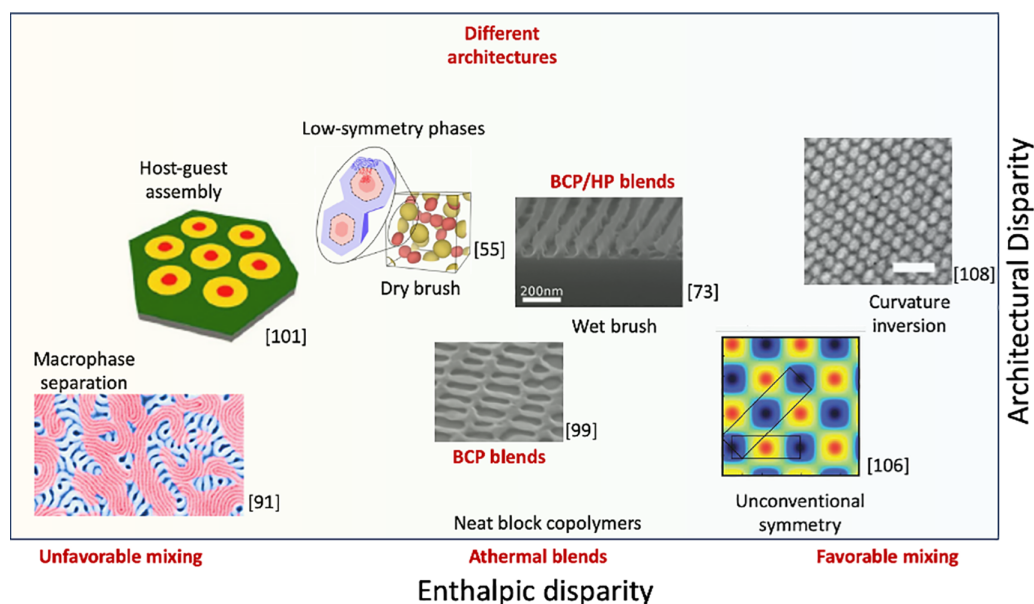 Different
architectures
Low-symmetry phases
Host-guest
assembly
BCP/HP blends
[55]
Dry brush
200nm
[73]
Wet brush
[108]
Curvature
inversion
[101]
Macrophase
separation
[91]
[99]
BCP blends
[106]
Unconventional
symmetry
Neat block copolymers
Unfavorable mixing
Athermal blends
Favorable mixing
Enthalpic disparity
Architectural Disparity